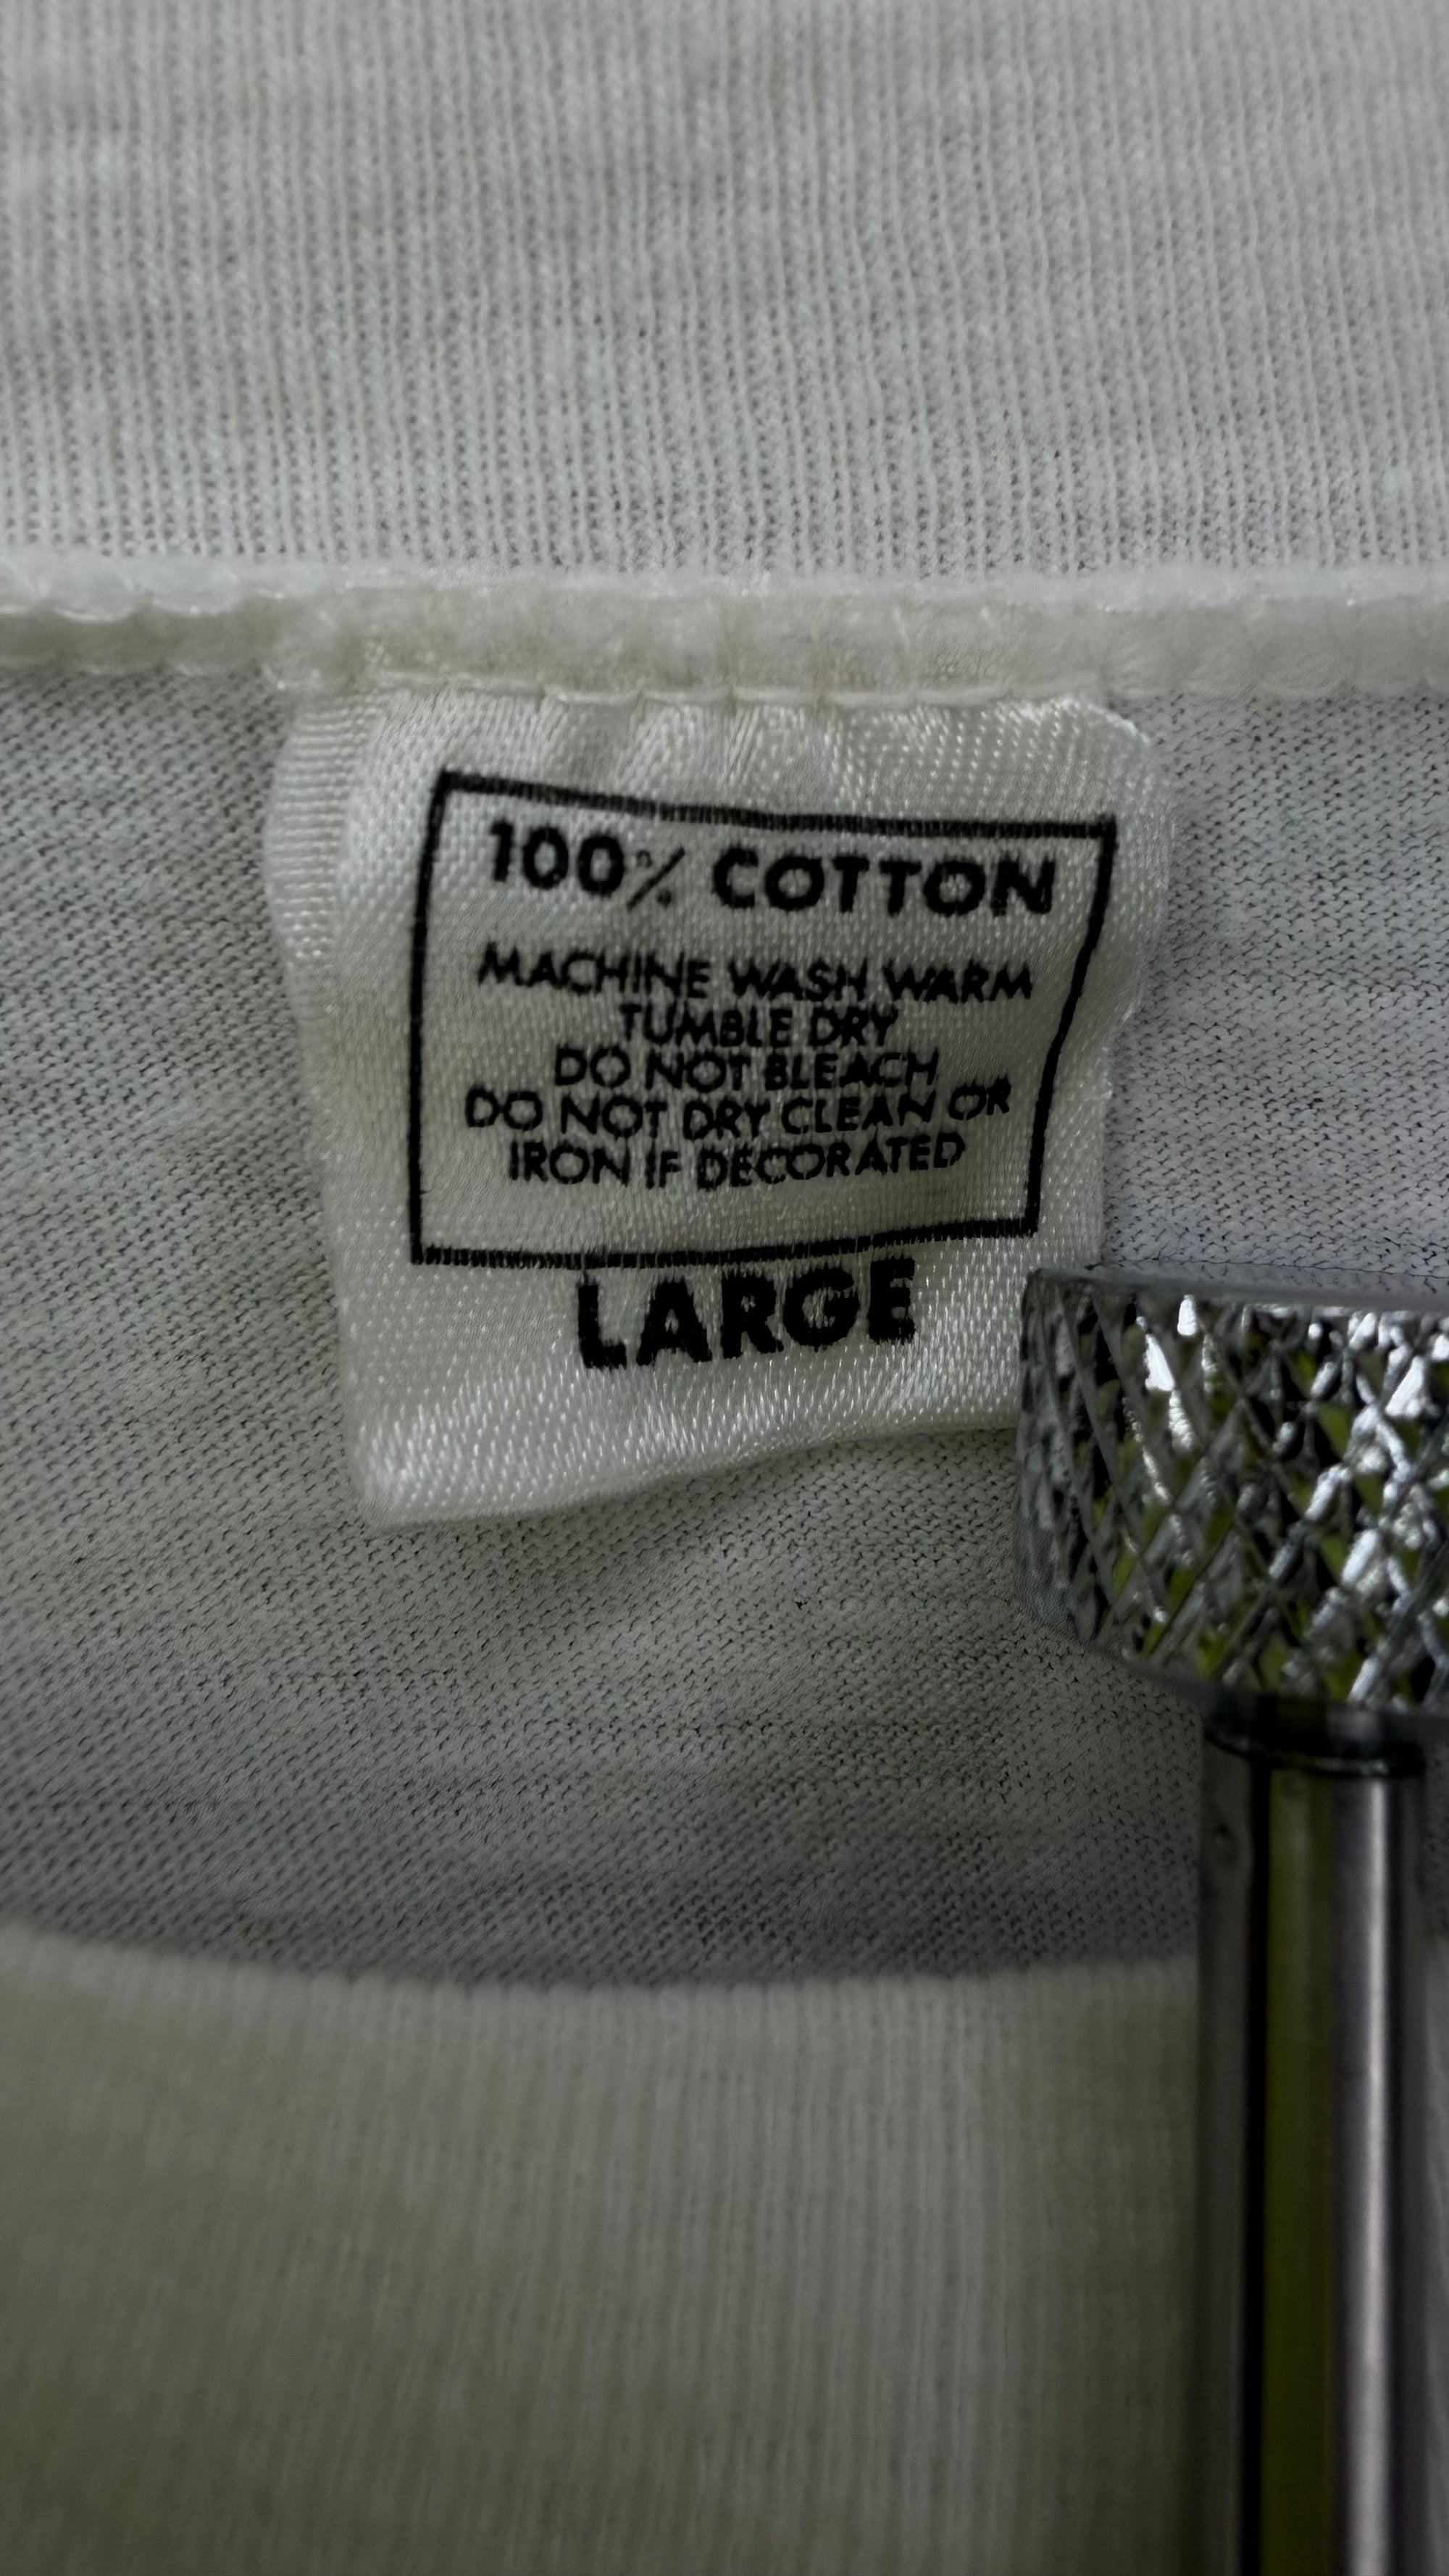 100% COTTON
MACHINE WASH WARM
TUMBLE DRY
DO NOT BLEACH
DO NOT DRY CLEAN OR
IRON IF DECORATED
LARGE